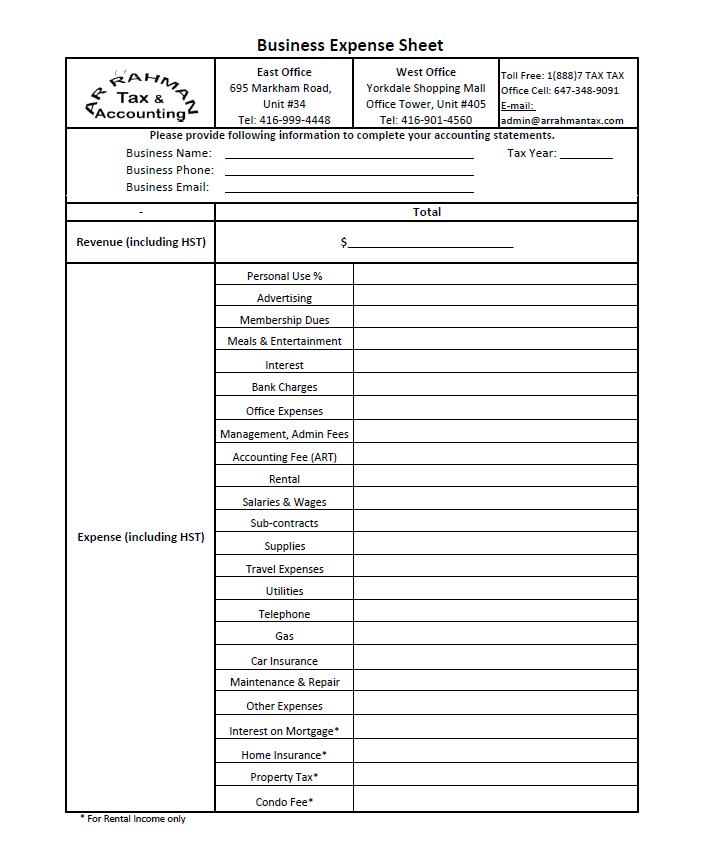 Business Expense Sheet
AR RAHMAN
Tax &
Accounting
East Office
695 Markham Road,
Unit #34
Tel: 416-999-4448
West Office
Yorkdale Shopping Mall
Office Tower, Unit #405
Tel: 416-901-4560
Toll Free: 1(888)7 TAX TAX
Office Cell: 647-348-9091
E-mail:
admin@arrahmantax.com
Please provide following information to complete your accounting statements.
Business Name: Tax Year:
Business Phone:
Business Email:
- Total
Revenue (including HST) $
Expense (including HST)
Personal Use %
Advertising
Membership Dues
Meals & Entertainment
Interest
Bank Charges
Office Expenses
Management, Admin Fees
Accounting Fee (ART)
Rental
Salaries & Wages
Sub-contracts
Supplies
Travel Expenses
Utilities
Telephone
Gas
Car Insurance
Maintenance & Repair
Other Expenses
Interest on Mortgage*
Home Insurance*
Property Tax*
Condo Fee*
* For Rental Income only